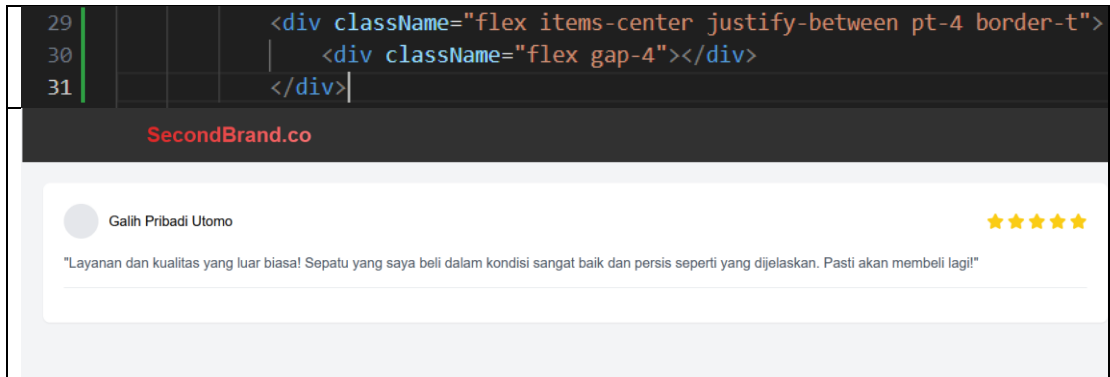 29 <div className="flex items-center justify-between pt-4 border-t">
30 <div className="flex gap-4"></div>
31 </div>
SecondBrand.co
Galih Pribadi Utomo
"Layanan dan kualitas yang luar biasa! Sepatu yang saya beli dalam kondisi sangat baik dan persis seperti yang dijelaskan. Pasti akan membeli lagi!"